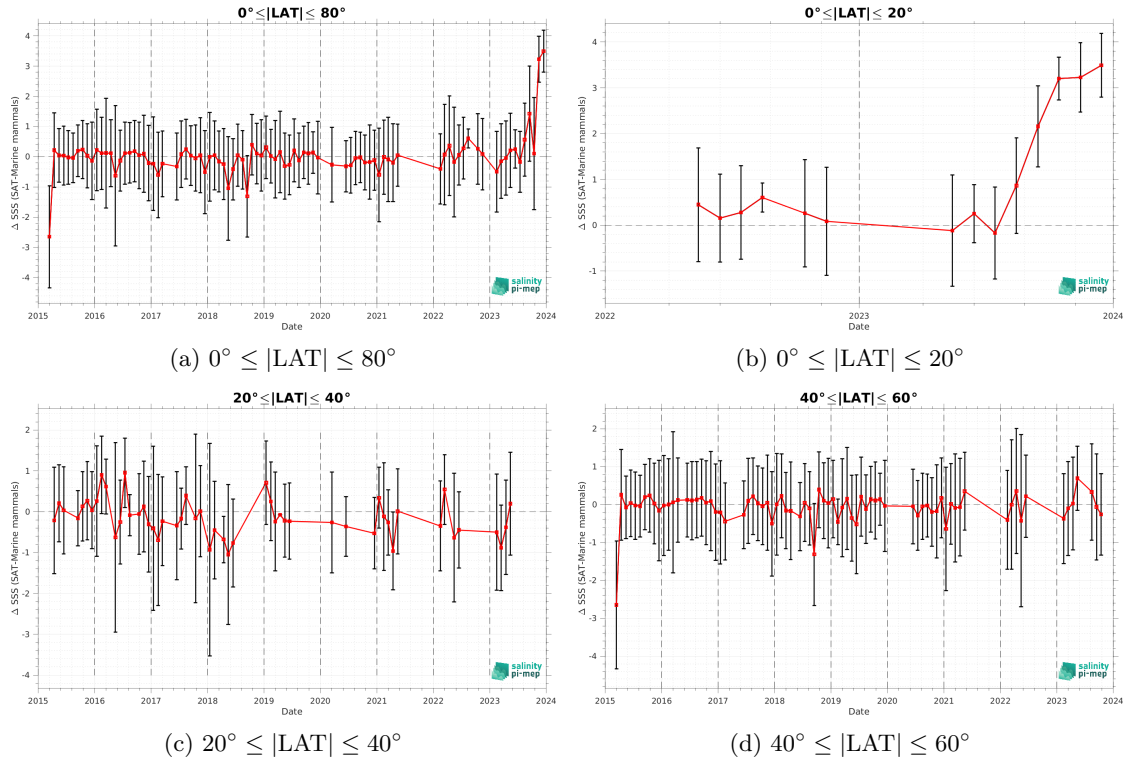 0°≤|LAT|≤ 80°
Δ SSS (SAT-Marine mammals)
4
3
2
1
0
-1
-2
-3
-4
salinity
pi-mep
2015 2016 2017 2018 2019 2020 2021 2022 2023 2024
Date
(a) 0° ≤ |LAT| ≤ 80°
0°≤|LAT|≤ 20°
Δ SSS (SAT-Marine mammals)
4
3
2
1
0
-1
salinity
pi-mep
2022 2023 2024
Date
(b) 0° ≤ |LAT| ≤ 20°
20°≤|LAT|≤ 40°
Δ SSS (SAT-Marine mammals)
2
1
0
-1
-2
-3
-4
salinity
pi-mep
2015 2016 2017 2018 2019 2020 2021 2022 2023 2024
Date
(c) 20° ≤ |LAT| ≤ 40°
40°≤|LAT|≤ 60°
Δ SSS (SAT-Marine mammals)
2
1
0
-1
-2
-3
-4
salinity
pi-mep
2015 2016 2017 2018 2019 2020 2021 2022 2023 2024
Date
(d) 40° ≤ |LAT| ≤ 60°